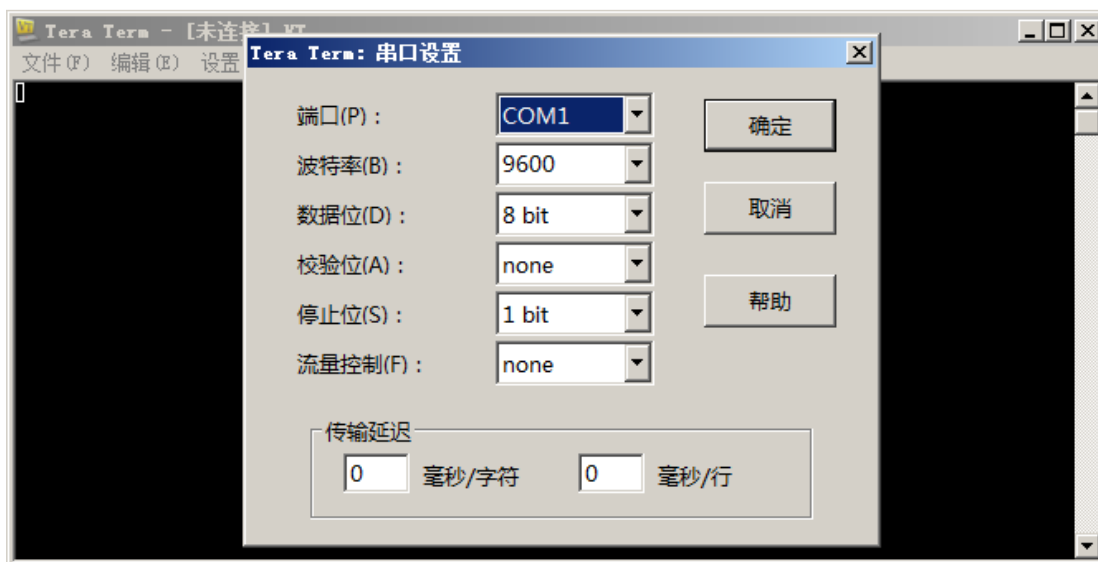 Tera Term - [未连接] VT
文件(F) 编辑(E) 设置
Tera Term: 串口设置
端口(P)： COM1
确定
波特率(B)： 9600
数据位(D)： 8 bit
取消
校验位(A)： none
停止位(S)： 1 bit
帮助
流量控制(F)： none
传输延迟
0 毫秒/字符 0 毫秒/行